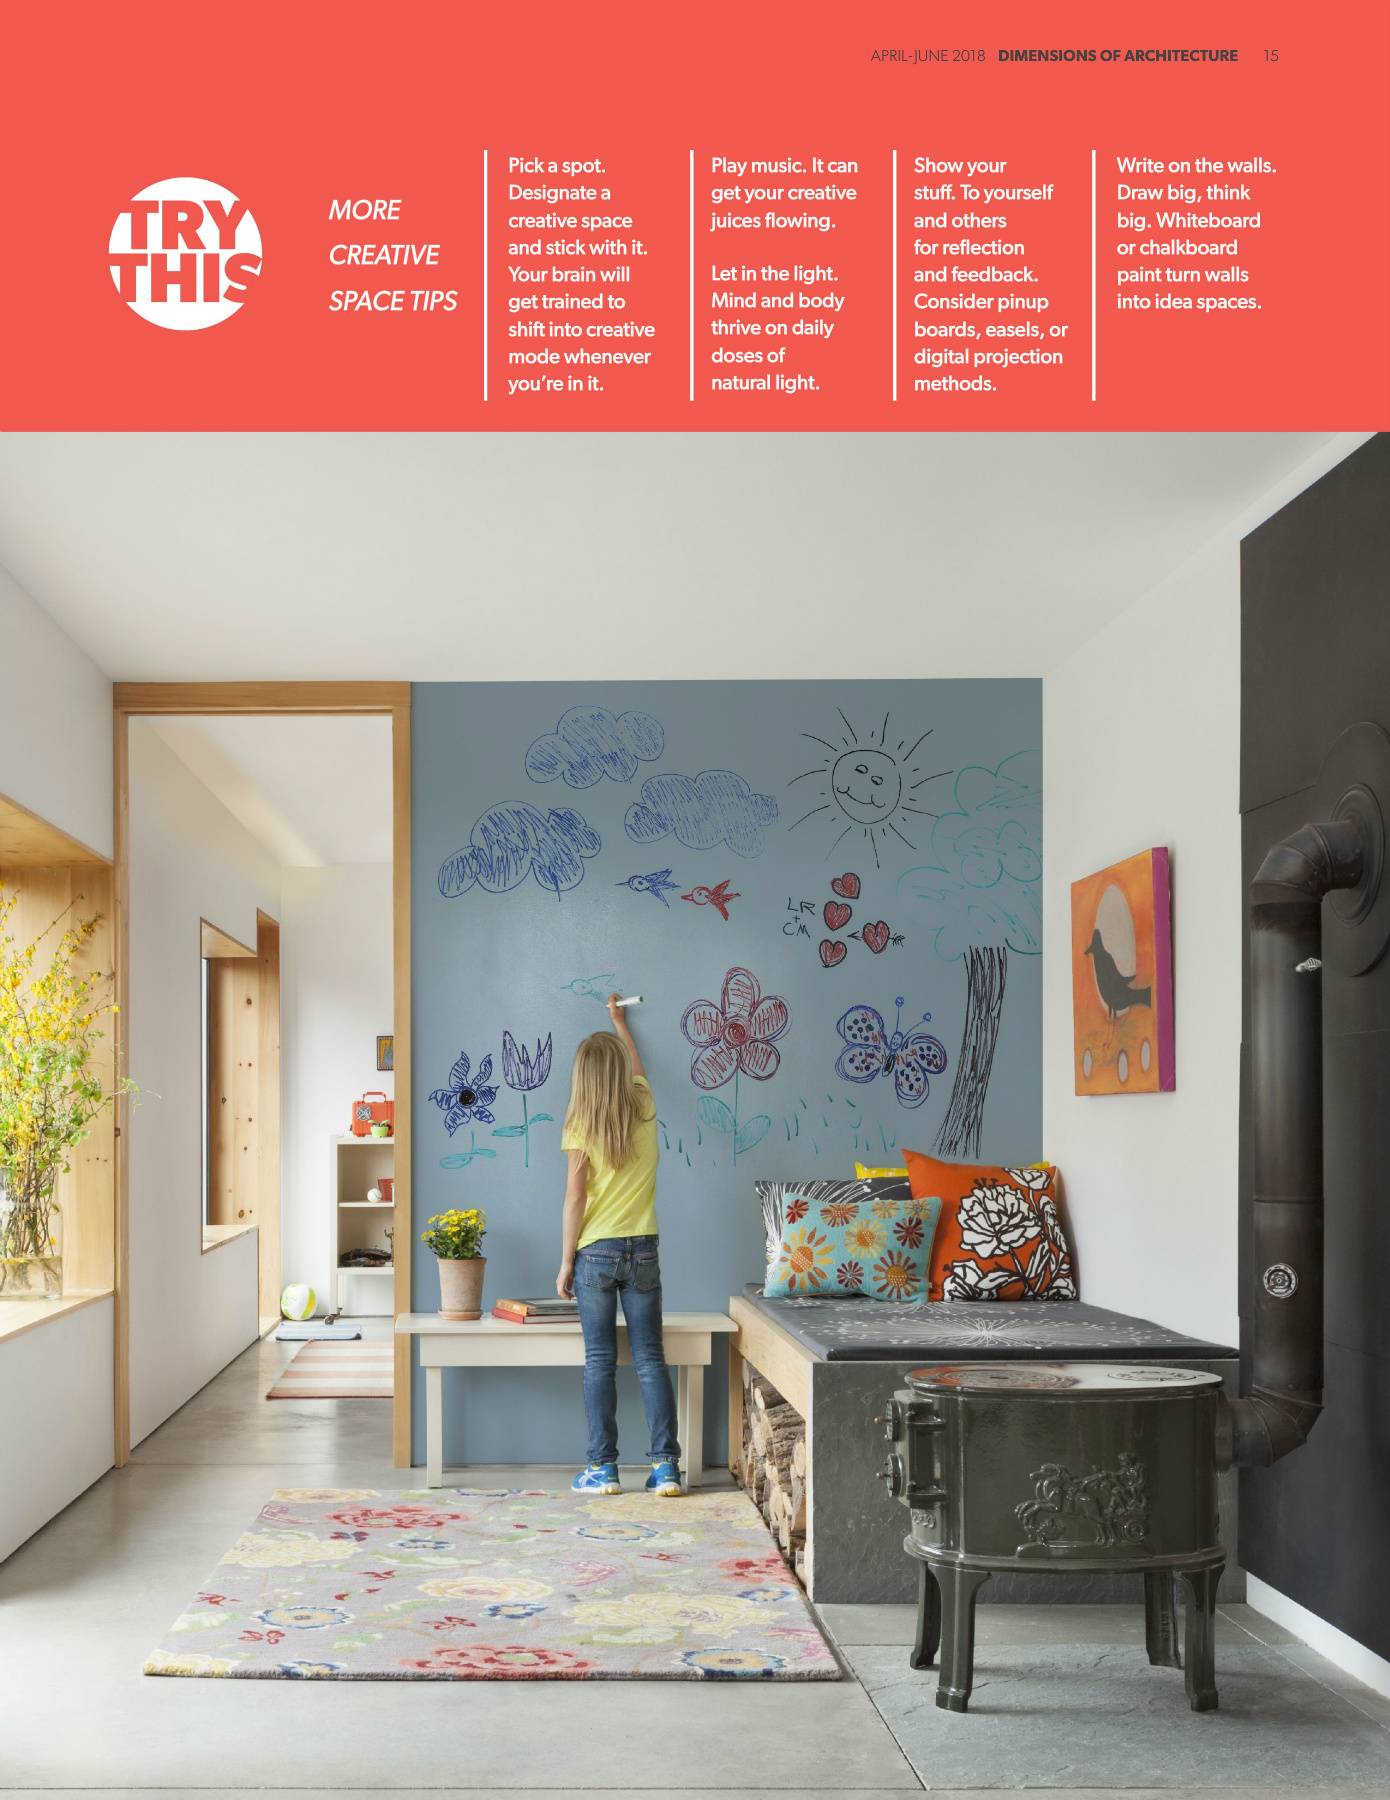 APRIL-JUNE 2018 DIMENSIONS OF ARCHITECTURE 15
TRY
THIS
MORE
CREATIVE
SPACE TIPS
Pick a spot.
Designate a
creative space
and stick with it.
Your brain will
get trained to
shift into creative
mode whenever
you’re in it.
Play music. It can
get your creative
juices flowing.
Let in the light.
Mind and body
thrive on daily
doses of
natural light.
Show your
stuff. To yourself
and others
for reflection
and feedback.
Consider pinup
boards, easels, or
digital projection
methods.
Write on the walls.
Draw big, think
big. Whiteboard
or chalkboard
paint turn walls
into idea spaces.
LR
+
CM